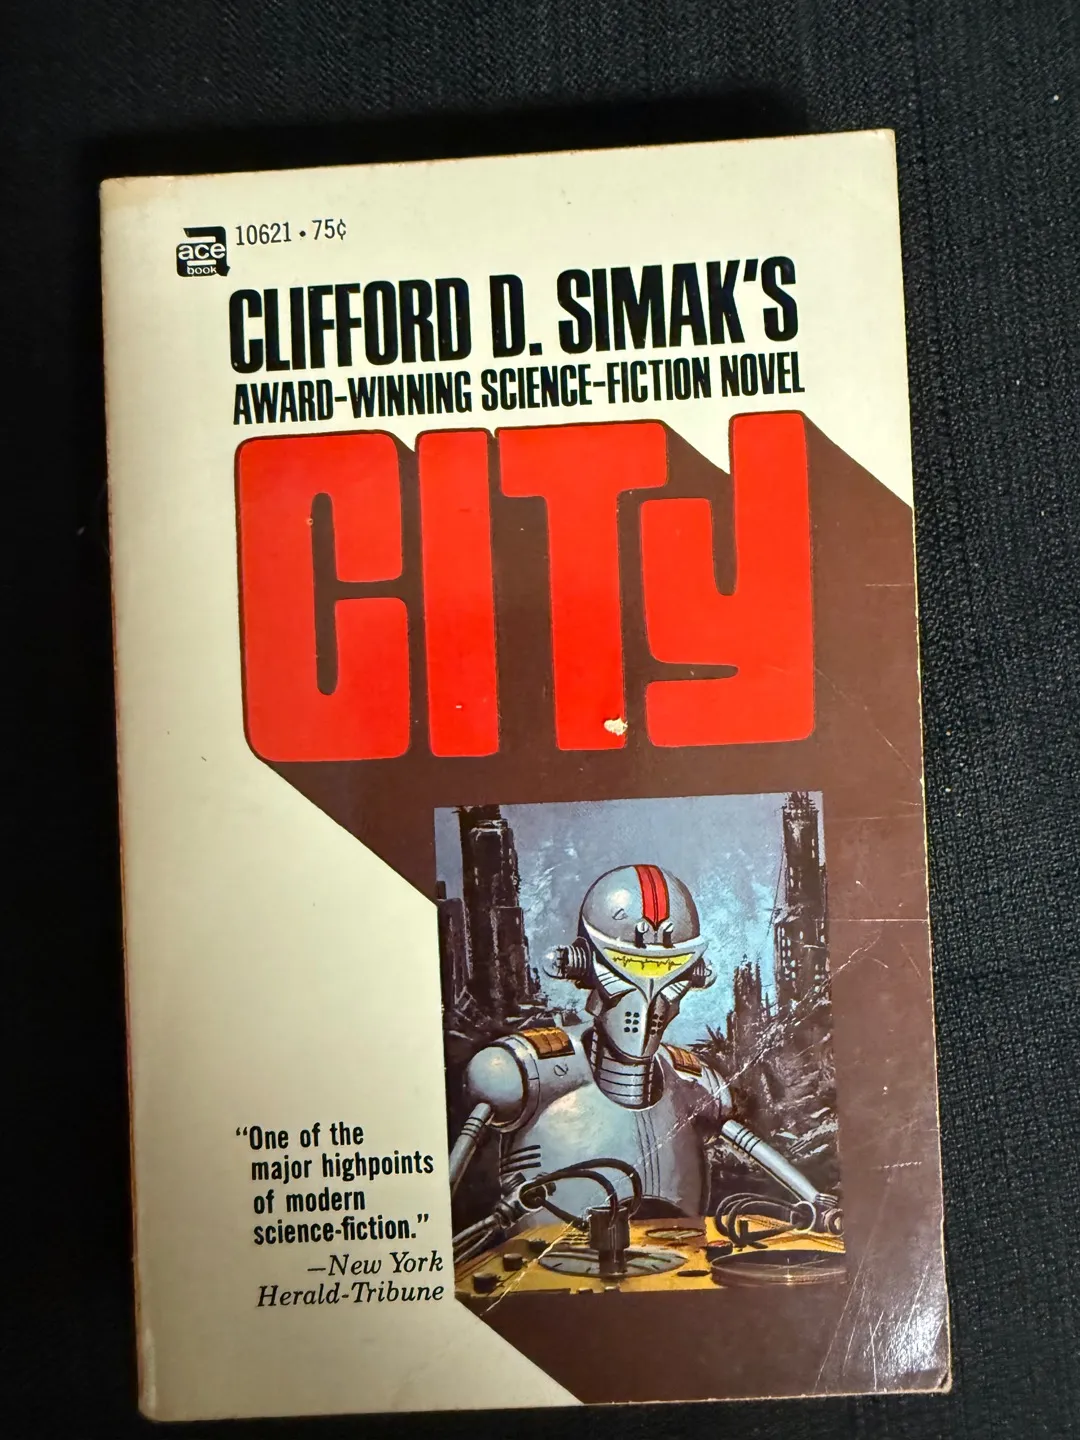 ace
book
10621 • 75¢
CLIFFORD D. SIMAK'S
AWARD-WINNING SCIENCE-FICTION NOVEL
CITY
“One of the
major highpoints
of modern
science-fiction.”
—New York
Herald-Tribune